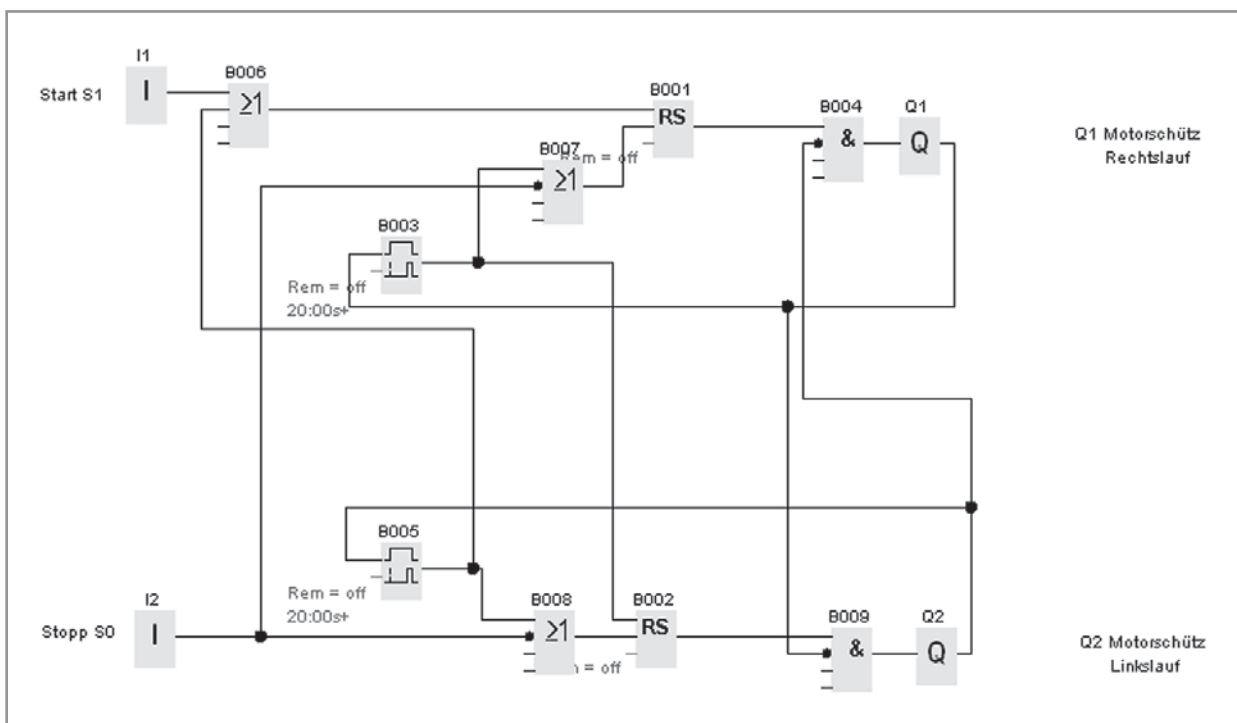 I1
Start S1
I
B006
≥1
B001
RS
B004
&
Q1
Q
Q1 Motorschütz
Rechtslauf
B007
Rem = off
≥1
B003
Rem = off
20:00s+
B005
Rem = off
20:00s+
I2
Stopp S0
I
B008
≥1
= off
B002
RS
B009
&
Q2
Q
Q2 Motorschütz
Linkslauf